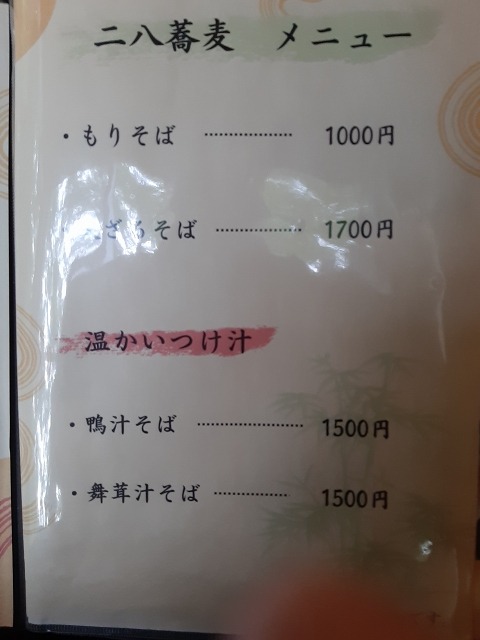 二八蕎麦 メニュー
・もりそば ……………… 1000円
ざるそば ……………… 1700円
温かいつけ汁
・鴨汁そば ……………… 1500円
・舞茸汁そば ……………… 1500円